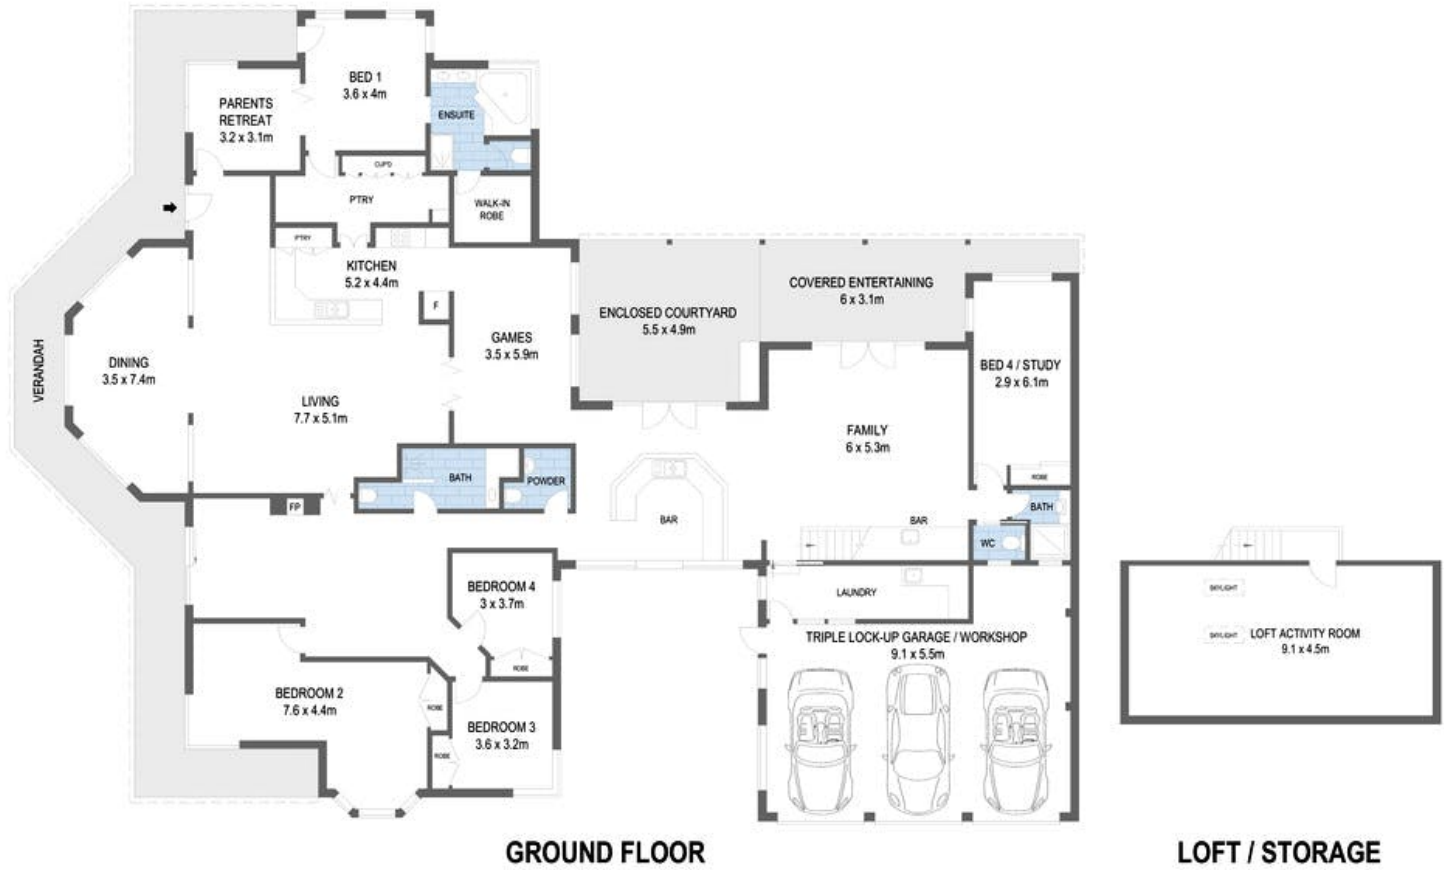 BED 1
3.6 x 4m
PARENTS
RETREAT
3.2 x 3.1m
ENSUITE
CUP'D
P'TRY
WALK-IN
ROBE
PTRY
KITCHEN
5.2 x 4.4m
F
ENCLOSED COURTYARD
5.5 x 4.9m
COVERED ENTERTAINING
6 x 3.1m
GAMES
3.5 x 5.9m
VERANDAH
DINING
3.5 x 7.4m
LIVING
7.7 x 5.1m
BED 4 / STUDY
2.9 x 6.1m
FAMILY
6 x 5.3m
BATH
POWDER
ROBE
FP
BAR
BAR
BATH
WC
BEDROOM 4
3 x 3.7m
ROBE
LAUNDRY
TRIPLE LOCK-UP GARAGE / WORKSHOP
9.1 x 5.5m
BEDROOM 2
7.6 x 4.4m
ROBE
BEDROOM 3
3.6 x 3.2m
ROBE
SKYLIGHT
SKYLIGHT
LOFT ACTIVITY ROOM
9.1 x 4.5m
GROUND FLOOR
LOFT / STORAGE